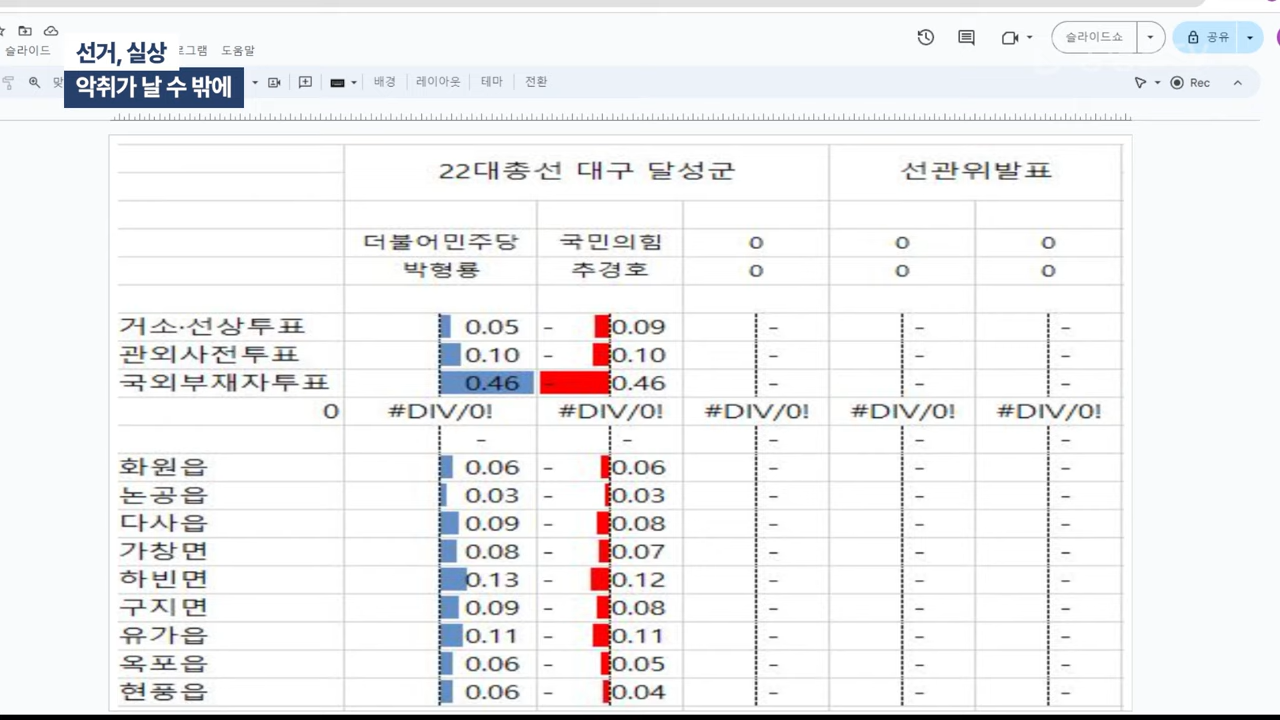 선거, 실상
악취가 날 수 밖에
슬라이드
로그램 도움말
슬라이드쇼
공유
맞
배경 레이아웃 테마 전환
Rec
22대총선 대구 달성군 선관위발표
더불어민주당 국민의힘 0 0 0
박형룡 추경호 0 0 0
거소·선상투표 0.05 - 0.09 - - -
관외사전투표 0.10 - 0.10 - - -
국외부재자투표 0.46 - 0.46 - - -
0 #DIV/0! #DIV/0! #DIV/0! #DIV/0! #DIV/0!
- - - - -
화원읍 0.06 - 0.06 - - -
논공읍 0.03 - 0.03 - - -
다사읍 0.09 - 0.08 - - -
가창면 0.08 - 0.07 - - -
하빈면 0.13 - 0.12 - - -
구지면 0.09 - 0.08 - - -
유가읍 0.11 - 0.11 - - -
옥포읍 0.06 - 0.05 - - -
현풍읍 0.06 - 0.04 - - -